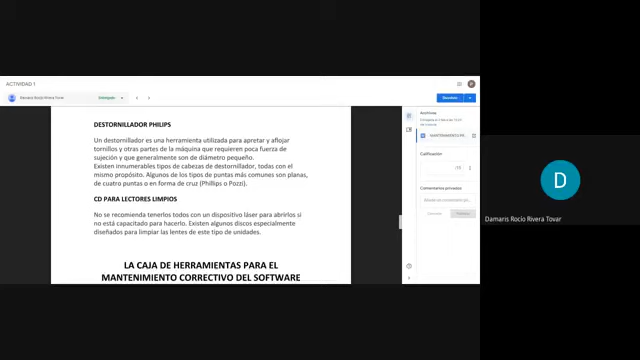 ACTIVIDAD 1
Damaris Rocío Rivera Tovar
Entregado
Devolver
DESTORNILLADOR PHILIPS
Un destornillador es una herramienta utilizada para apretar y aflojar
tornillos y otras partes de la máquina que requieren poca fuerza de
sujeción y que generalmente son de diámetro pequeño.
Existen innumerables tipos de cabezas de destornillador, todas con el
mismo propósito. Algunos de los tipos más comunes son planas,
de cuatro puntas o en forma de cruz (Phillips o Pozi).
CD PARA LECTORES LIMPIOS
No se recomienda tenerlos todos con un dispositivo láser para abrirlos si
no está capacitado para hacerlo. Existen algunos discos especialmente
diseñados para limpiar las lentes de este tipo de unidades.
LA CAJA DE HERRAMIENTAS PARA EL
MANTENIMIENTO CORRECTIVO DEL SOFTWARE
Archivos
Calificación
Comentarios privados
D
Damaris Rocío Rivera Tovar